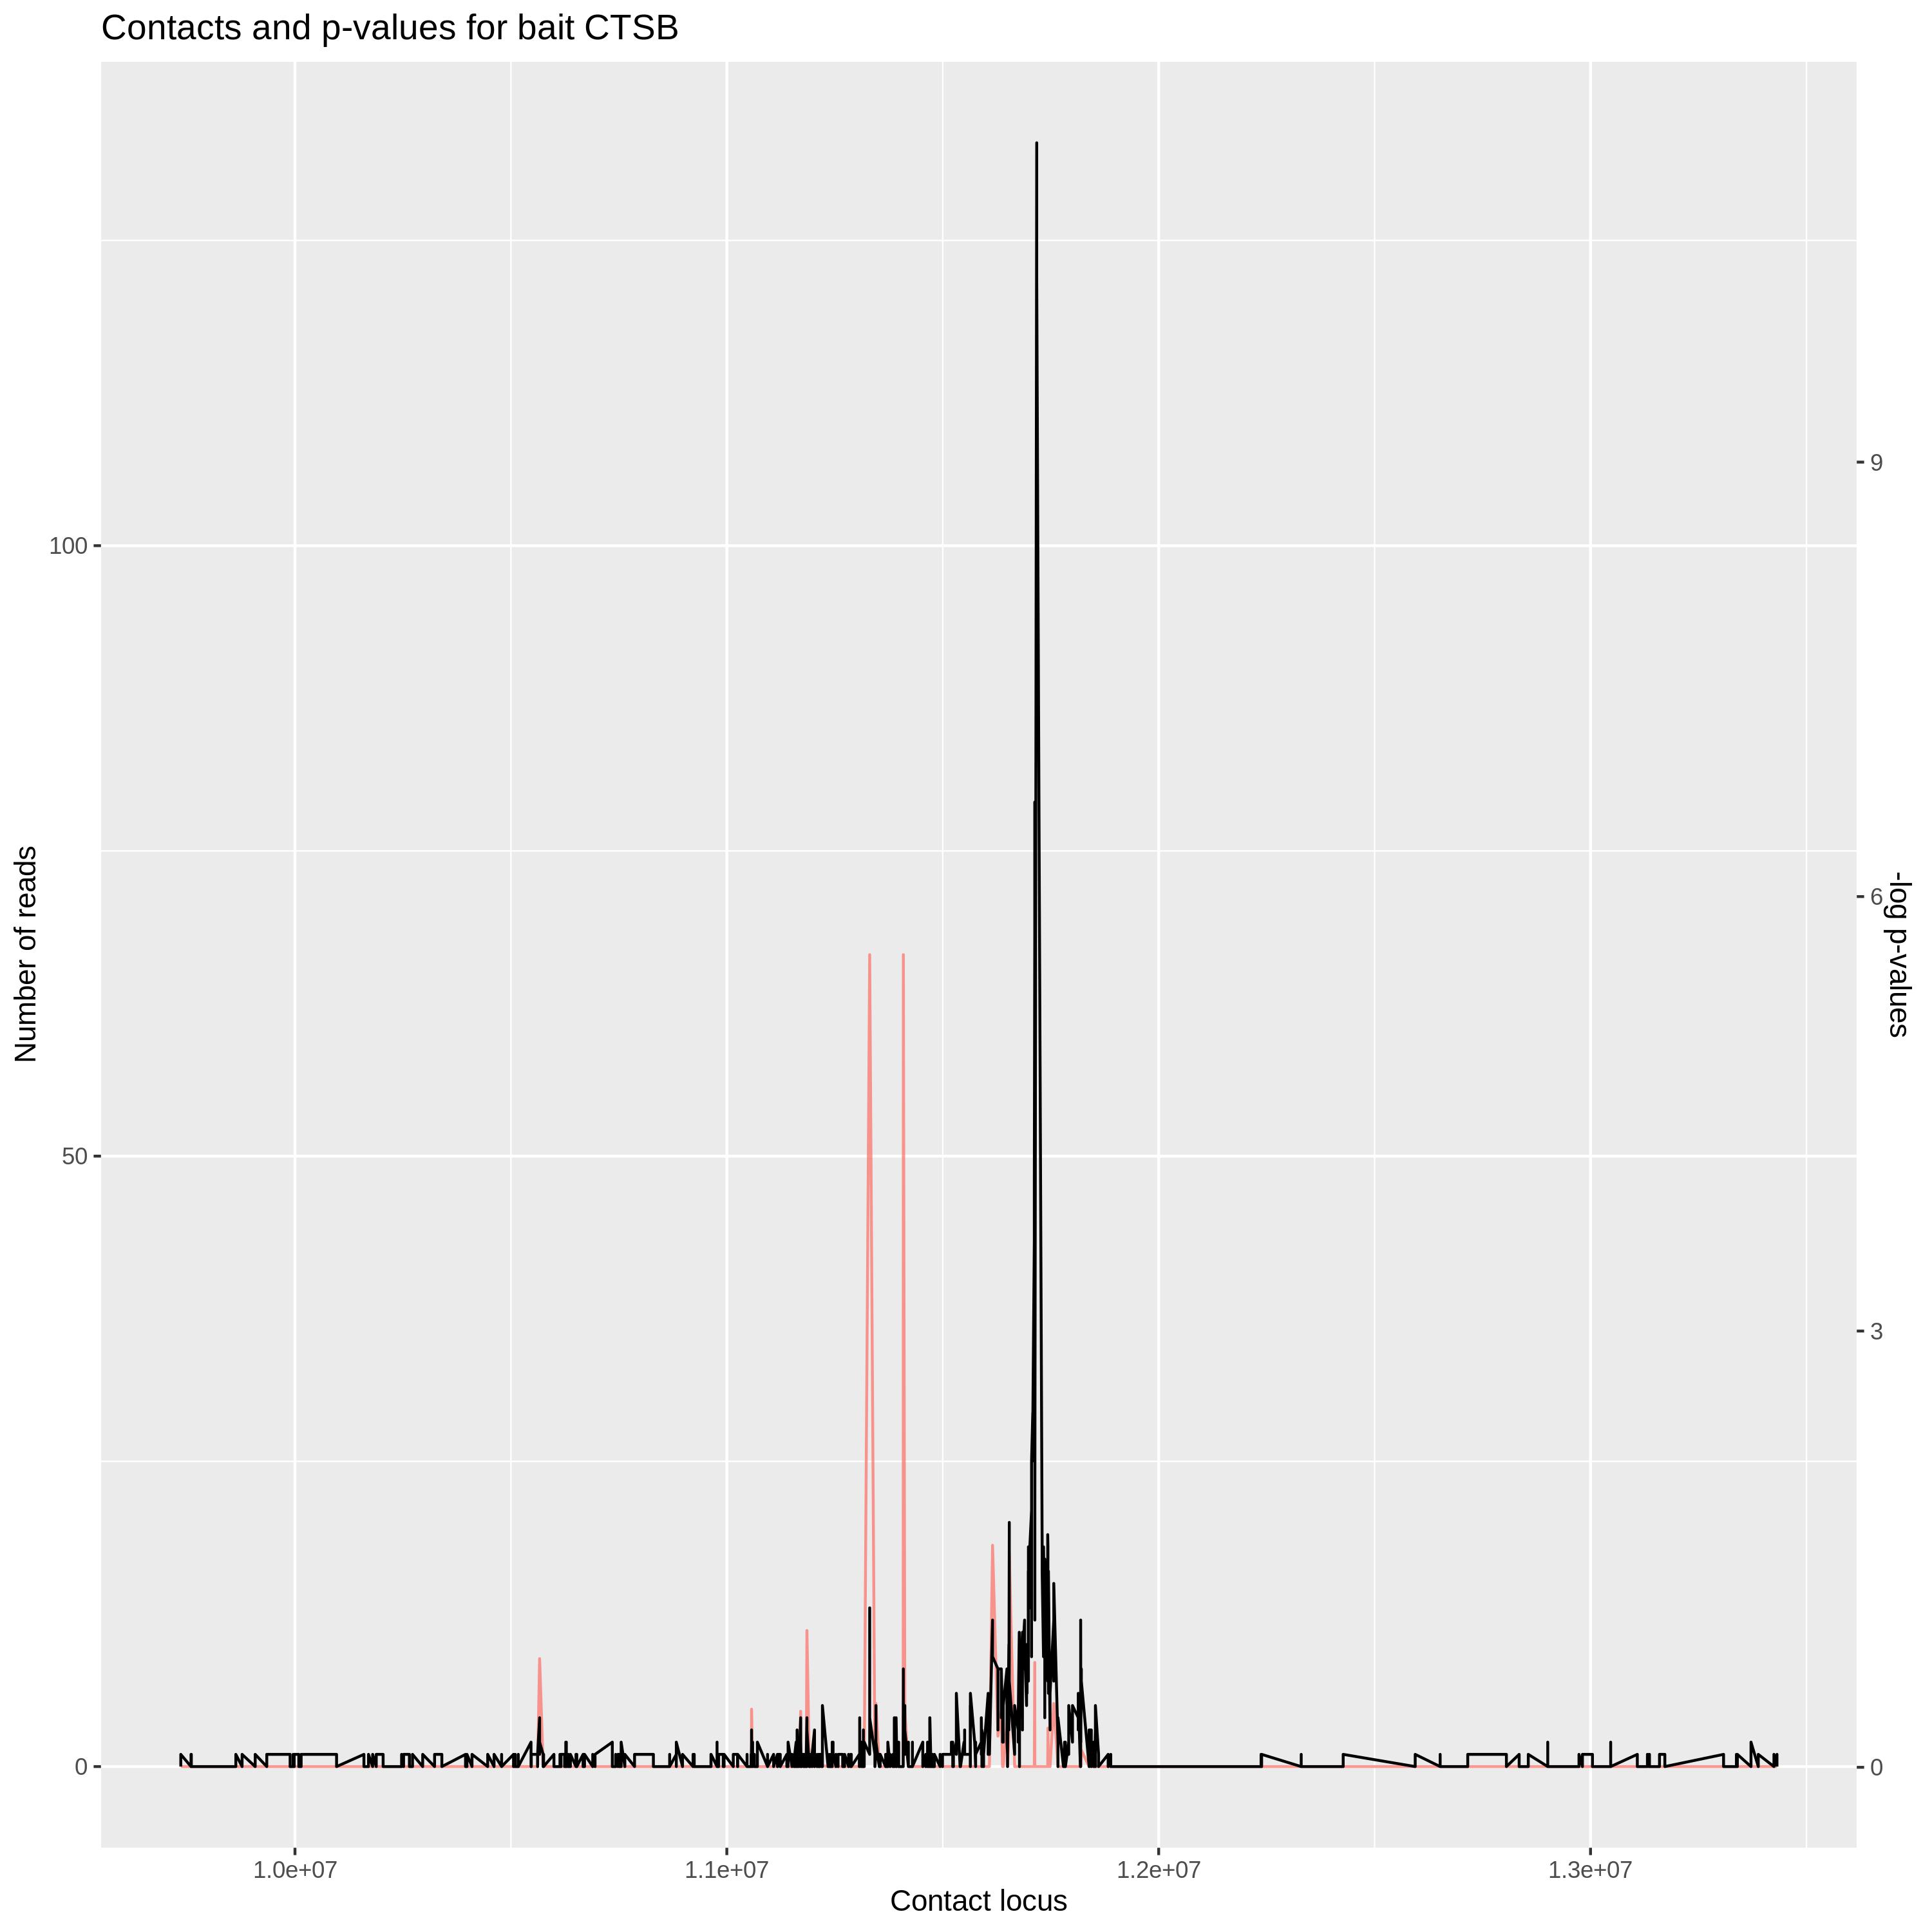 Contacts and p-values for bait CTSB
Number of reads
100
50
0
9
6
3
0
-log p-values
1.0e+07
1.1e+07
1.2e+07
1.3e+07
Contact locus